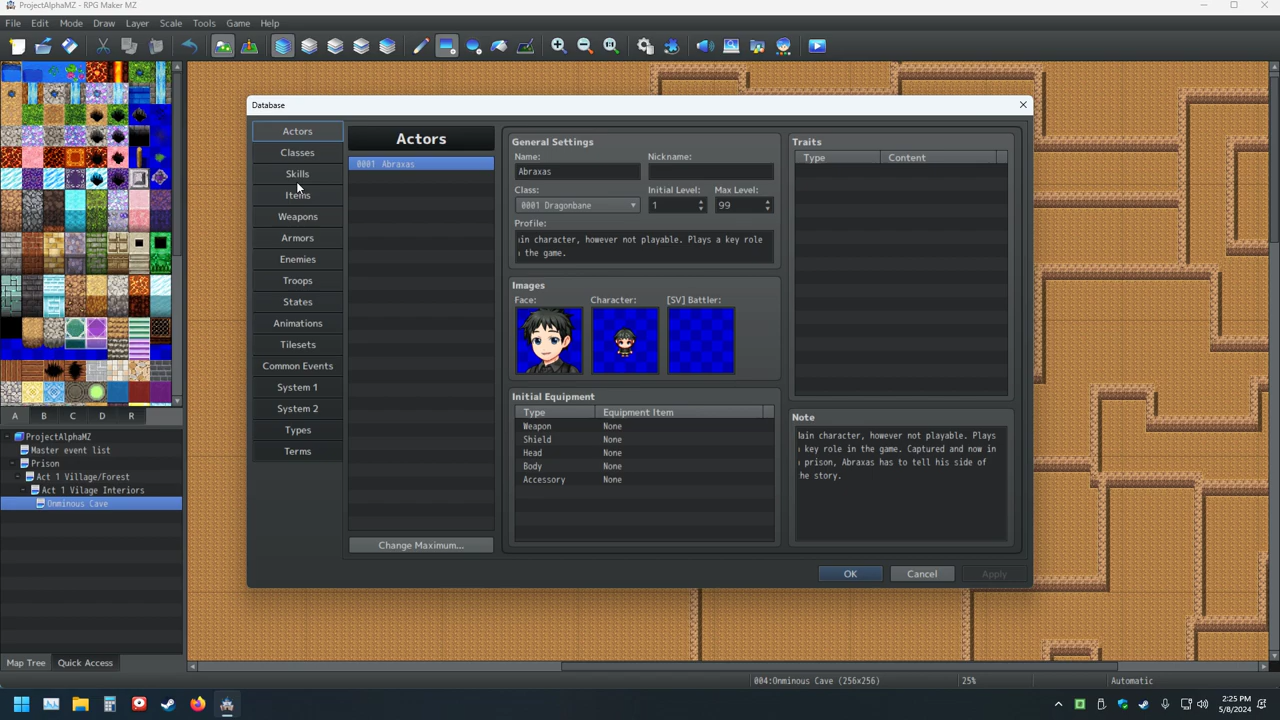 ProjectAlphaMZ - RPG Maker MZ
File Edit Mode Draw Layer Scale Tools Game Help
Database
Actors
Classes
Skills
Items
Weapons
Armors
Enemies
Troops
States
Animations
Tilesets
Common Events
System 1
System 2
Types
Terms
Actors
0001 Abraxas
Change Maximum...
General Settings
Name:
Nickname:
Abraxas
Class:
Initial Level:
Max Level:
0001 Dragonbane
1
99
Profile:
ain character, however not playable. Plays a key role
the game.
Images
Face:
Character:
[SV] Battler:
Initial Equipment
Type Equipment Item
Weapon None
Shield None
Head None
Body None
Accessory None
Traits
Type Content
Note
ain character, however not playable. Plays
key role in the game. Captured and now in
prison, Abraxas has to tell his side of
he story.
OK
Cancel
Apply
A B C D R
ProjectAlphaMZ
Master event list
Prison
Act 1 Village/Forest
Act 1 Vilage Interiors
Onminous Cave
Map Tree
Quick Access
004:Onminous Cave (256x256)
25%
Automatic
2:25 PM
5/8/2024